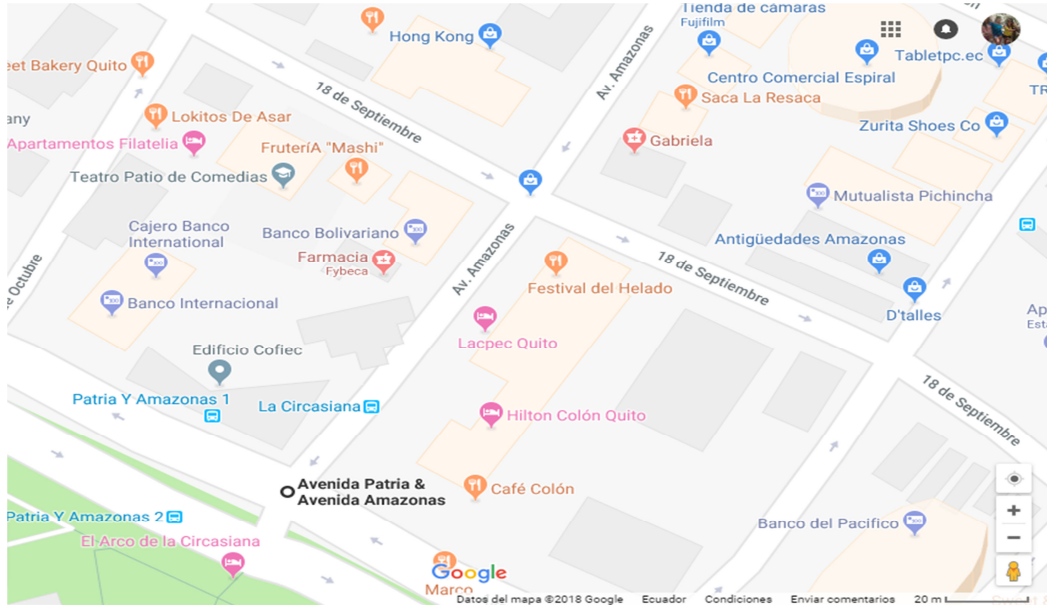 Tienda de cámaras
Fujifilm
Hong Kong
Tabletpc.ec
et Bakery Quito
Centro Comercial Espiral
TR
18 de Septiembre
Av. Amazonas
Saca La Resaca
Lokitos De Asar
any
Zurita Shoes Co
Apartamentos Filatelia
FruteríA "Mashi"
Gabriela
Teatro Patio de Comedias
Mutualista Pichincha
Cajero Banco
International
Banco Bolivariano
Antigüedades Amazonas
Farmacia
Fybeca
Av. Amazonas
18 de Septiembre
e Octubre
Festival del Helado
Banco Internacional
D'talles
Ap
Est
Lacpec Quito
Edificio Cofiec
Patria Y Amazonas 1
La Circasiana
18 de Septiembre
Hilton Colón Quito
Avenida Patria &
Avenida Amazonas
Café Colón
Patria Y Amazonas 2
Banco del Pacifico
El Arco de la Circasiana
Google
Marco
Datos del mapa ©2018 Google Ecuador Condiciones Enviar comentarios 20 m